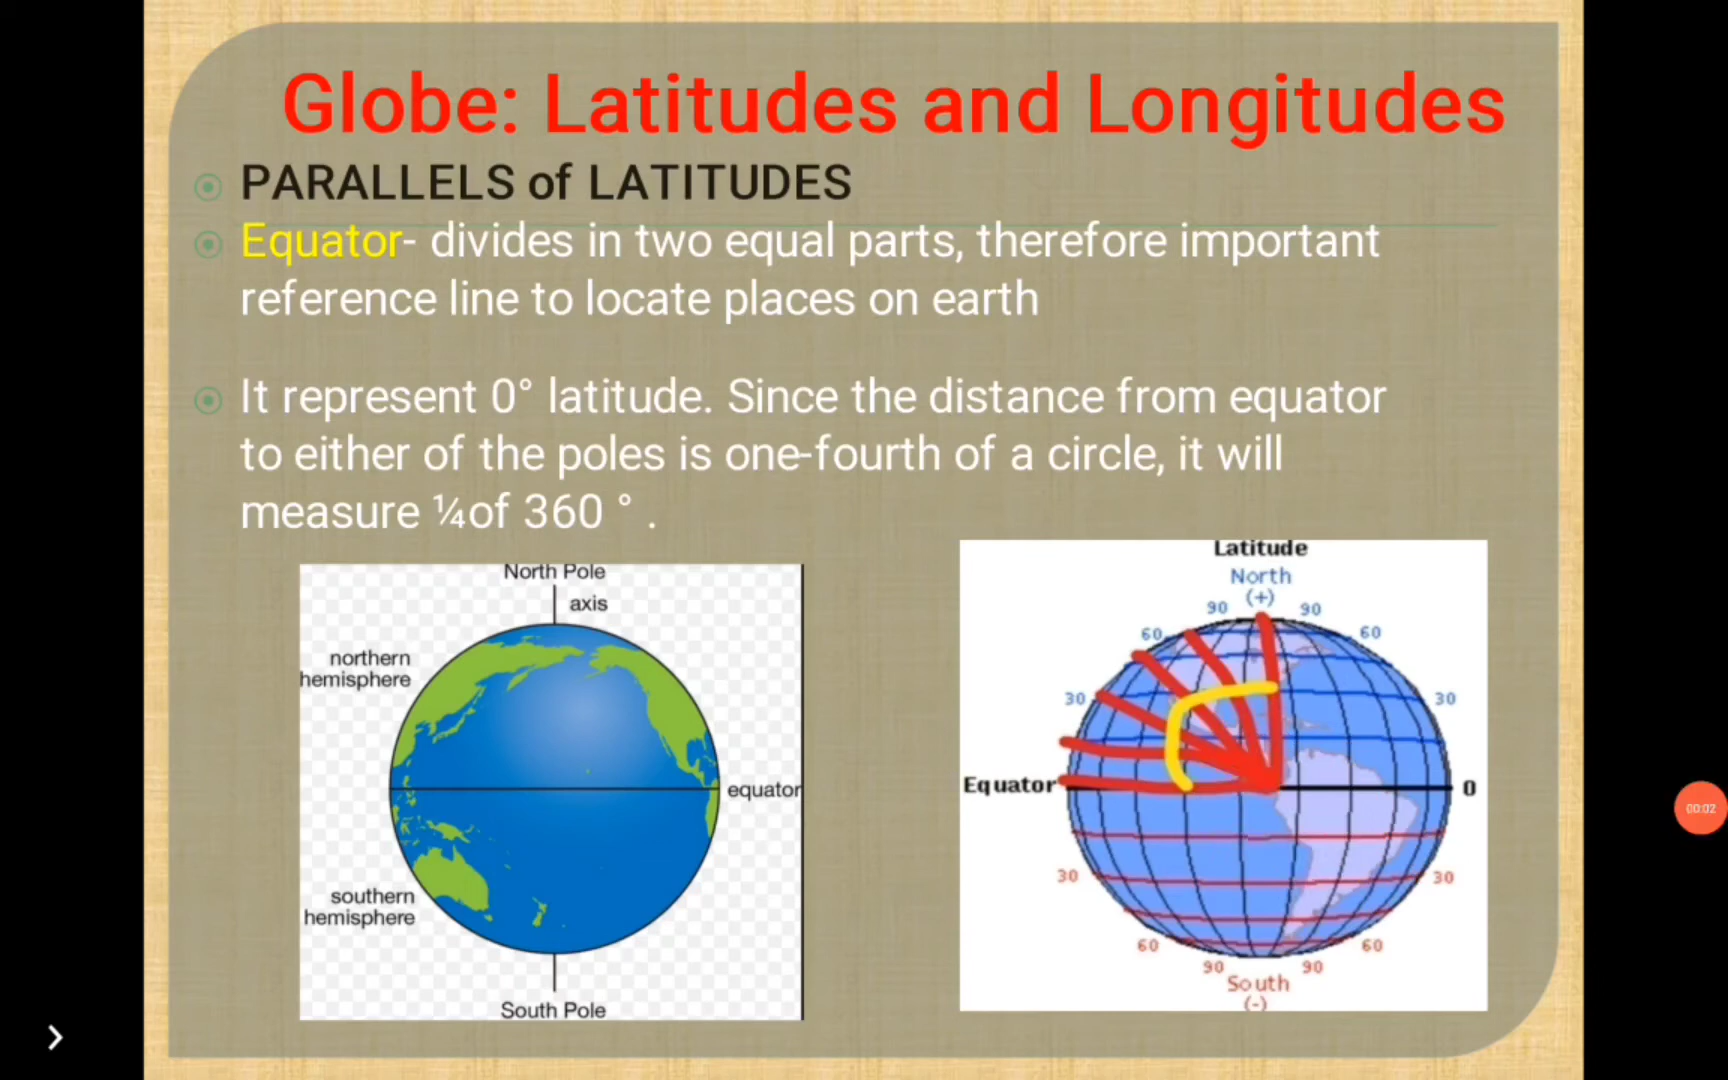 Globe: Latitudes and Longitudes
PARALLELS of LATITUDES
Equator- divides in two equal parts, therefore important
reference line to locate places on earth
It represent 0° latitude. Since the distance from equator
to either of the poles is one-fourth of a circle, it will
measure ¼of 360 ° .
North Pole
axis
northern
hemisphere
equator
southern
hemisphere
South Pole
Latitude
North
(+)
90 90
60 60
30 30
Equator 0
30 30
60 60
90 90
South
(-)
00:02